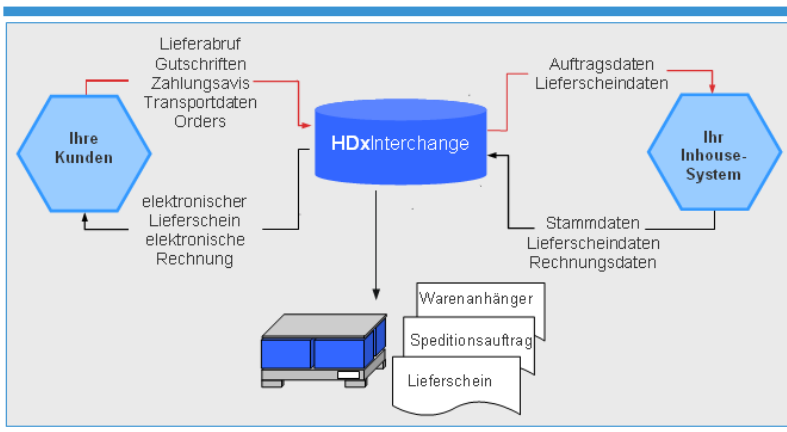 Lieferabruf
Gutschriften
Zahlungsavis
Transportdaten
Orders
Auftragsdaten
Lieferscheindaten
Ihre
Kunden
HDxInterchange
Ihr
Inhouse-
System
elektronischer
Lieferschein
elektronische
Rechnung
Stammdaten
Lieferscheindaten
Rechnungsdaten
Warenanhänger
Speditionsauftrag
Lieferschein